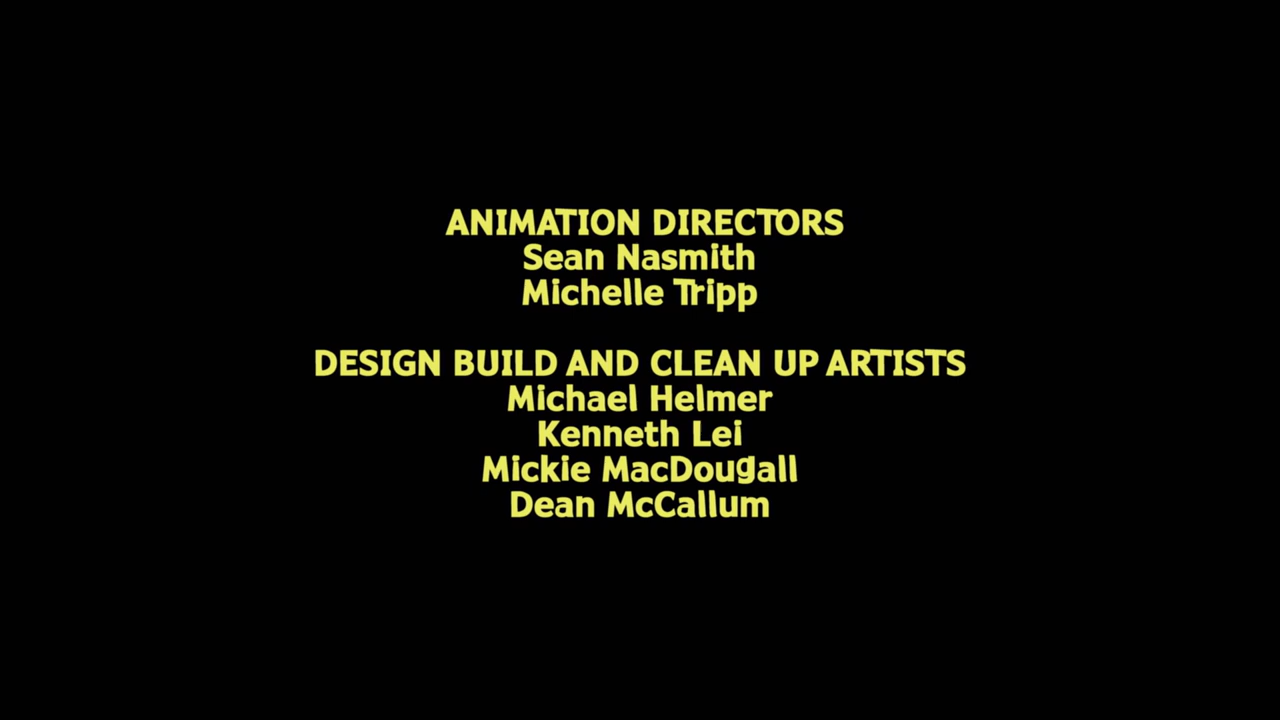 ANIMATION DIRECTORS
Sean Nasmith
Michelle Tripp
DESIGN BUILD AND CLEAN UP ARTISTS
Michael Helmer
Kenneth Lei
Mickie MacDougall
Dean McCallum